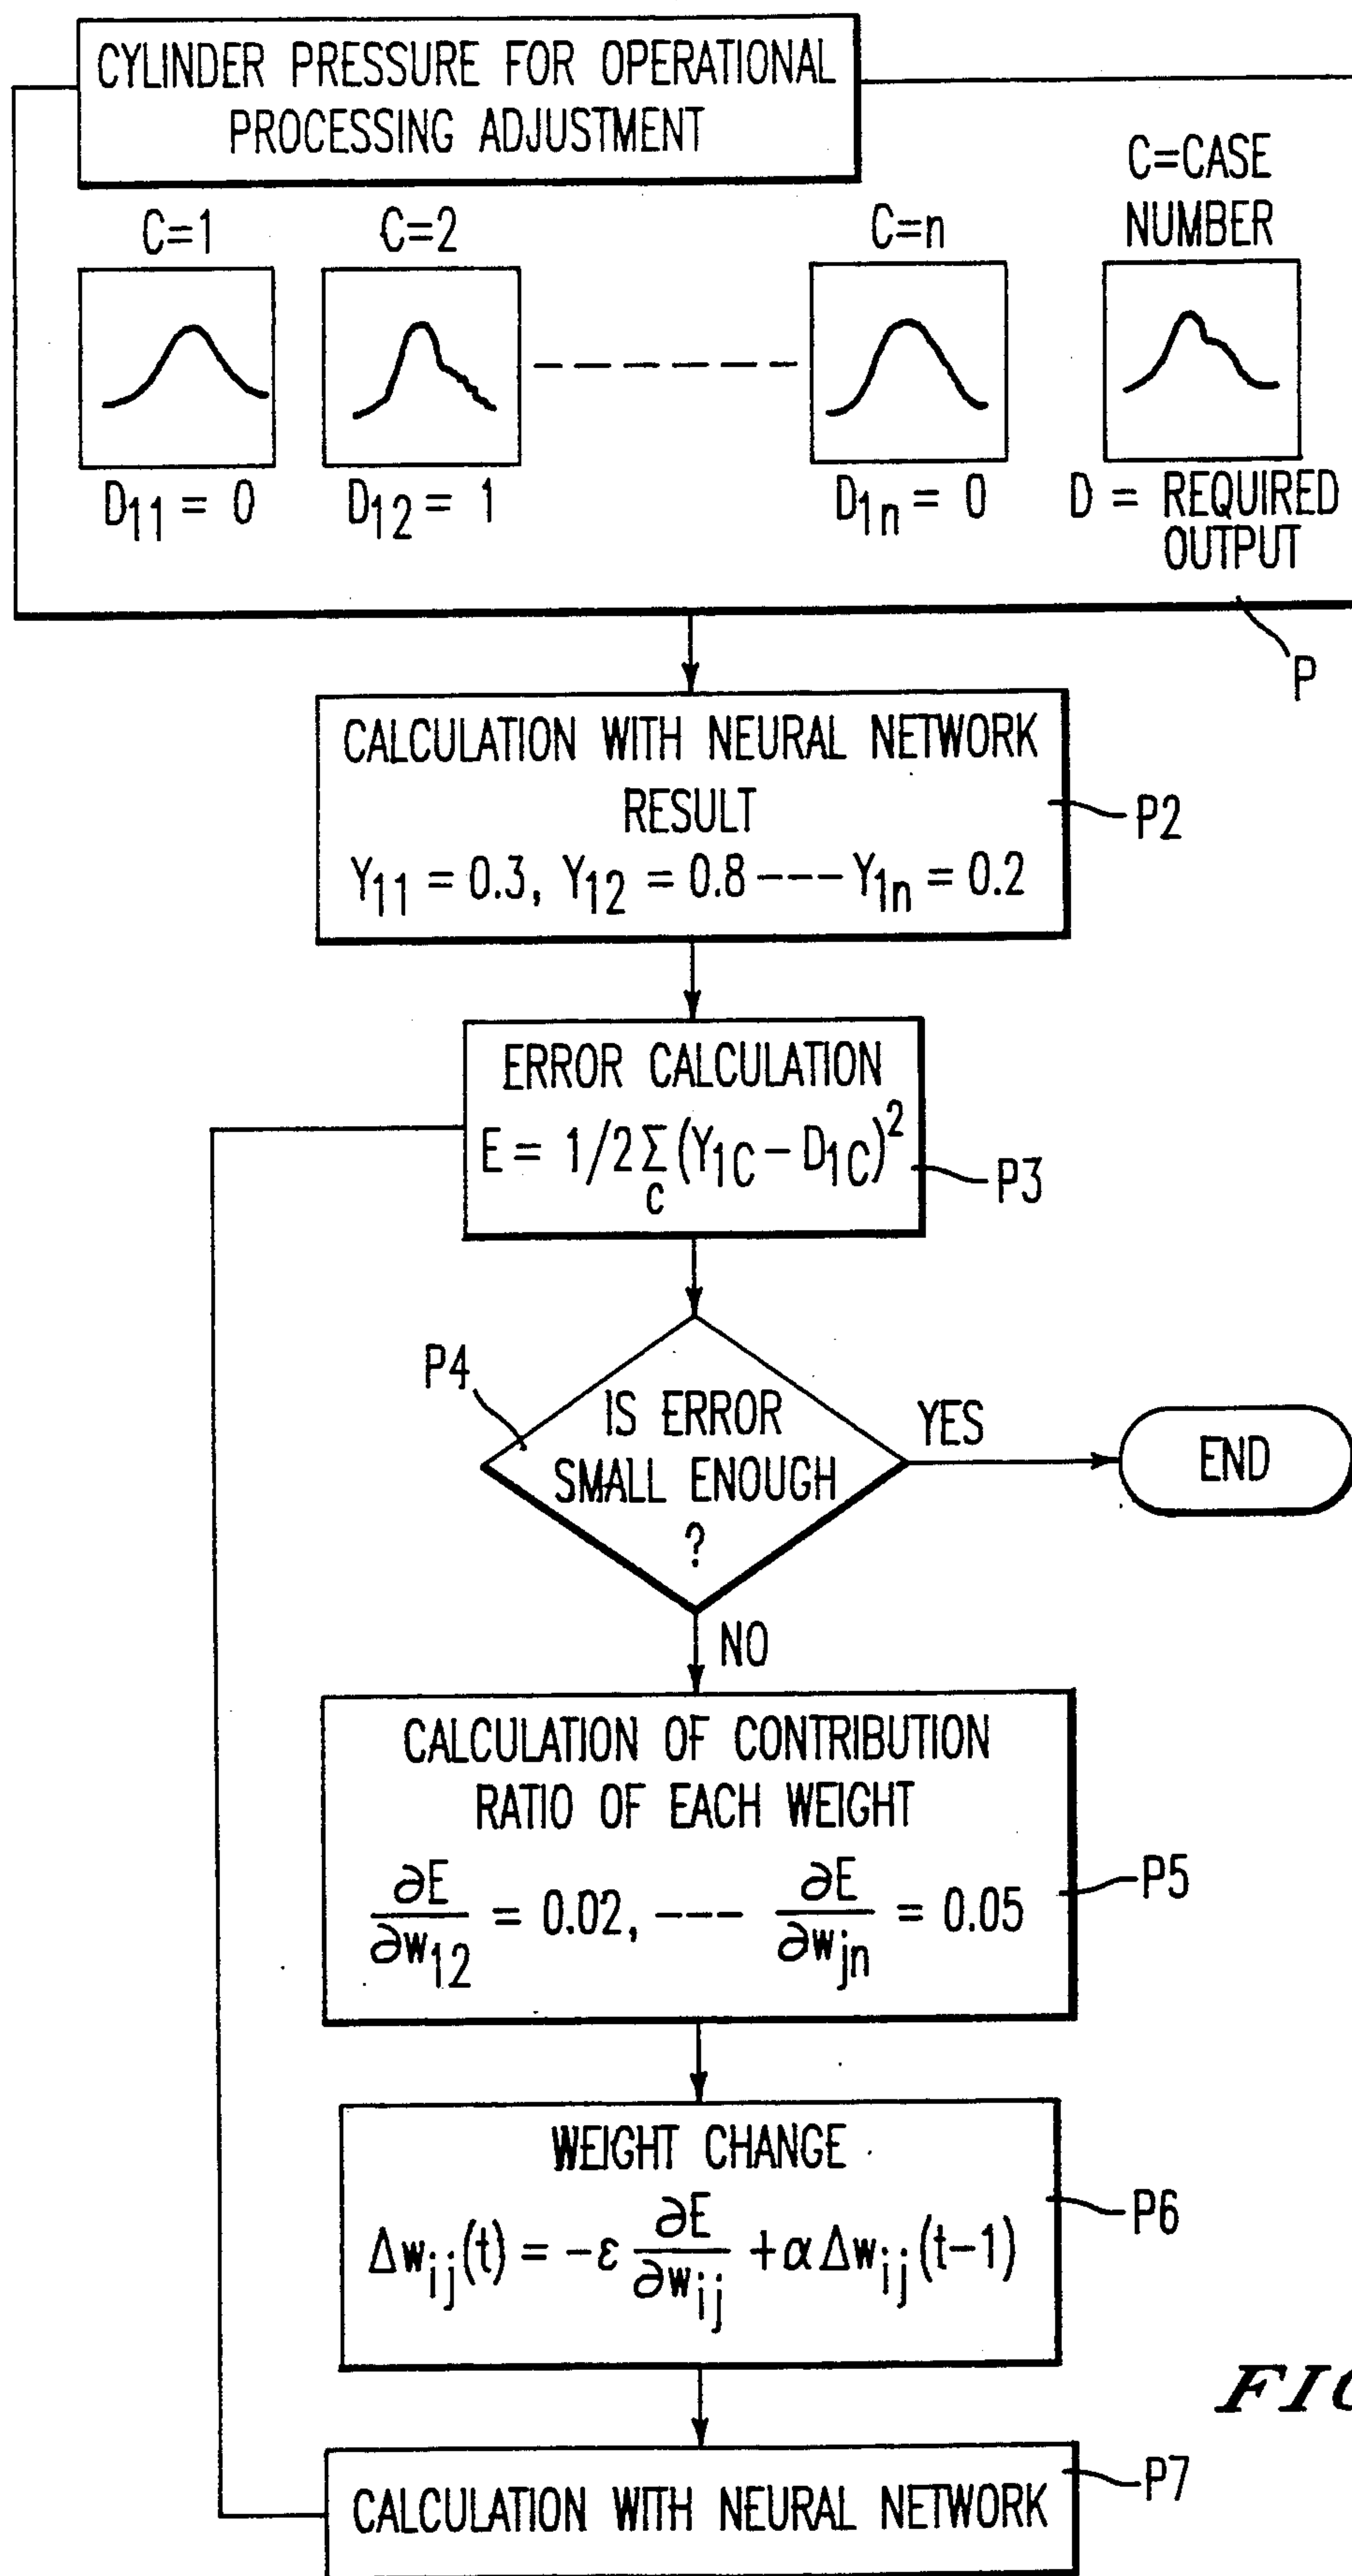 CYLINDER PRESSURE FOR OPERATIONAL
PROCESSING ADJUSTMENT
C=CASE
NUMBER
C=1
C=2
C=n
D₁₁ = 0
D₁₂ = 1
D₁ₙ = 0
D = REQUIRED
OUTPUT
P
CALCULATION WITH NEURAL NETWORK
RESULT
Y₁₁ = 0.3, Y₁₂ = 0.8 ---- Y₁ₙ = 0.2
P2
ERROR CALCULATION
E = 1/2 Σ_C (Y₁C − D₁C)²
P3
P4
IS ERROR
SMALL ENOUGH
?
YES
END
NO
CALCULATION OF CONTRIBUTION
RATIO OF EACH WEIGHT
∂E/∂w₁₂ = 0.02, --- ∂E/∂wⱼₙ = 0.05
P5
WEIGHT CHANGE
Δwᵢⱼ(t) = −ε ∂E/∂wᵢⱼ + αΔwᵢⱼ(t−1)
P6
CALCULATION WITH NEURAL NETWORK
P7